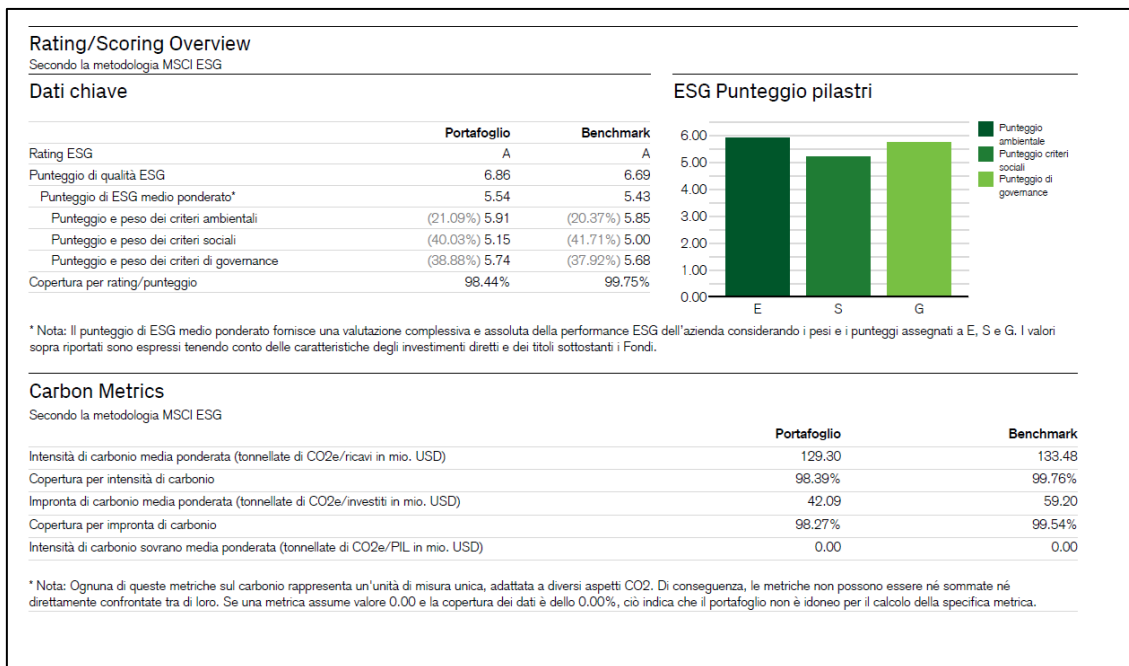 Rating/Scoring Overview
Secondo la metodologia MSCI ESG
Dati chiave
Portafoglio Benchmark
Rating ESG A A
Punteggio di qualità ESG 6.86 6.69
Punteggio di ESG medio ponderato* 5.54 5.43
Punteggio e peso dei criteri ambientali (21.09%) 5.91 (20.37%) 5.85
Punteggio e peso dei criteri sociali (40.03%) 5.15 (41.71%) 5.00
Punteggio e peso dei criteri di governance (38.88%) 5.74 (37.92%) 5.68
Copertura per rating/punteggio 98.44% 99.75%
ESG Punteggio pilastri
6.00
5.00
4.00
3.00
2.00
1.00
0.00
E S G
Punteggio
ambientale
Punteggio criteri
sociali
Punteggio di
governance
* Nota: Il punteggio di ESG medio ponderato fornisce una valutazione complessiva e assoluta della performance ESG dell'azienda considerando i pesi e i punteggi assegnati a E, S e G. I valori
sopra riportati sono espressi tenendo conto delle caratteristiche degli investimenti diretti e dei titoli sottostanti i Fondi.
Carbon Metrics
Secondo la metodologia MSCI ESG
Portafoglio Benchmark
Intensità di carbonio media ponderata (tonnellate di CO2e/ricavi in mio. USD) 129.30 133.48
Copertura per intensità di carbonio 98.39% 99.76%
Impronta di carbonio media ponderata (tonnellate di CO2e/investiti in mio. USD) 42.09 59.20
Copertura per impronta di carbonio 98.27% 99.54%
Intensità di carbonio sovrano media ponderata (tonnellate di CO2e/PIL in mio. USD) 0.00 0.00
* Nota: Ognuna di queste metriche sul carbonio rappresenta un'unità di misura unica, adattata a diversi aspetti CO2. Di conseguenza, le metriche non possono essere né sommate né
direttamente confrontate tra di loro. Se una metrica assume valore 0.00 e la copertura dei dati è dello 0.00%, ciò indica che il portafoglio non è idoneo per il calcolo della specifica metrica.